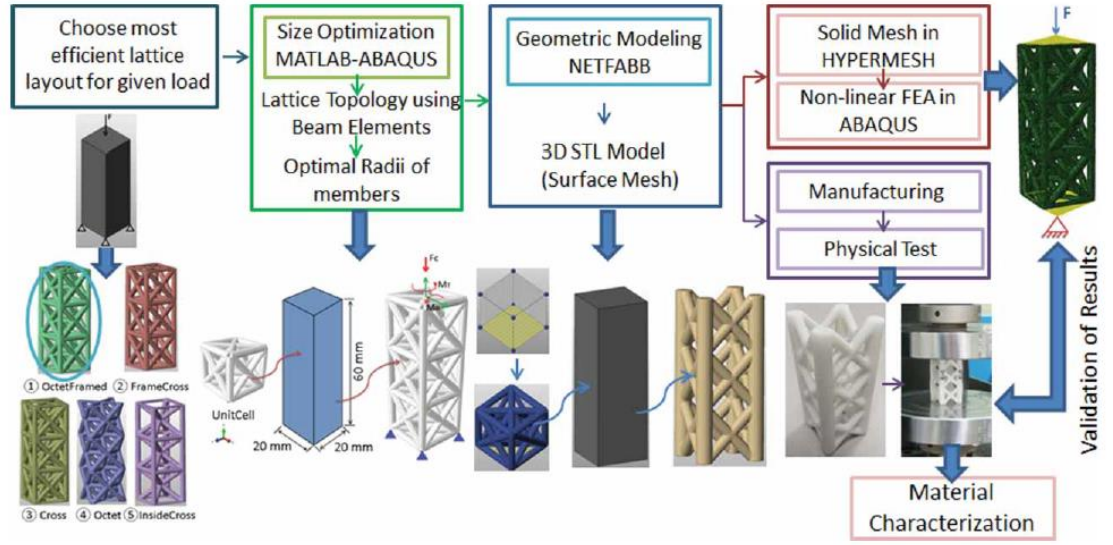 Choose most
efficient lattice
layout for given load
F
① OctetFramed
② FrameCross
③ Cross
④ Octet
⑤ InsideCross
Size Optimization
MATLAB-ABAQUS
Lattice Topology using
Beam Elements
Optimal Radii of
members
UnitCell
60 mm
20 mm
20 mm
Geometric Modeling
NETFABB
3D STL Model
(Surface Mesh)
Solid Mesh in
HYPERMESH
Non-linear FEA in
ABAQUS
Manufacturing
Physical Test
F
Validation of Results
Material
Characterization